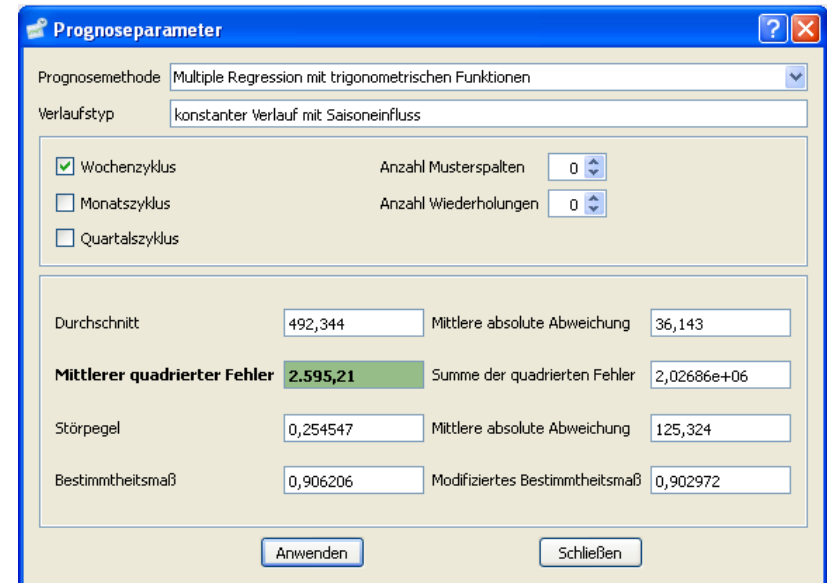 Prognoseparameter
Prognosemethode Multiple Regression mit trigonometrischen Funktionen
Verlaufstyp konstanter Verlauf mit Saisoneinfluss
Wochenzyklus Anzahl Musterspalten 0
Monatszyklus Anzahl Wiederholungen 0
Quartalszyklus
Durchschnitt 492,344 Mittlere absolute Abweichung 36,143
Mittlerer quadrierter Fehler 2.595,21 Summe der quadrierten Fehler 2,02686e+06
Störpegel 0,254547 Mittlere absolute Abweichung 125,324
Bestimmtheitsmaß 0,906206 Modifiziertes Bestimmtheitsmaß 0,902972
Anwenden Schließen